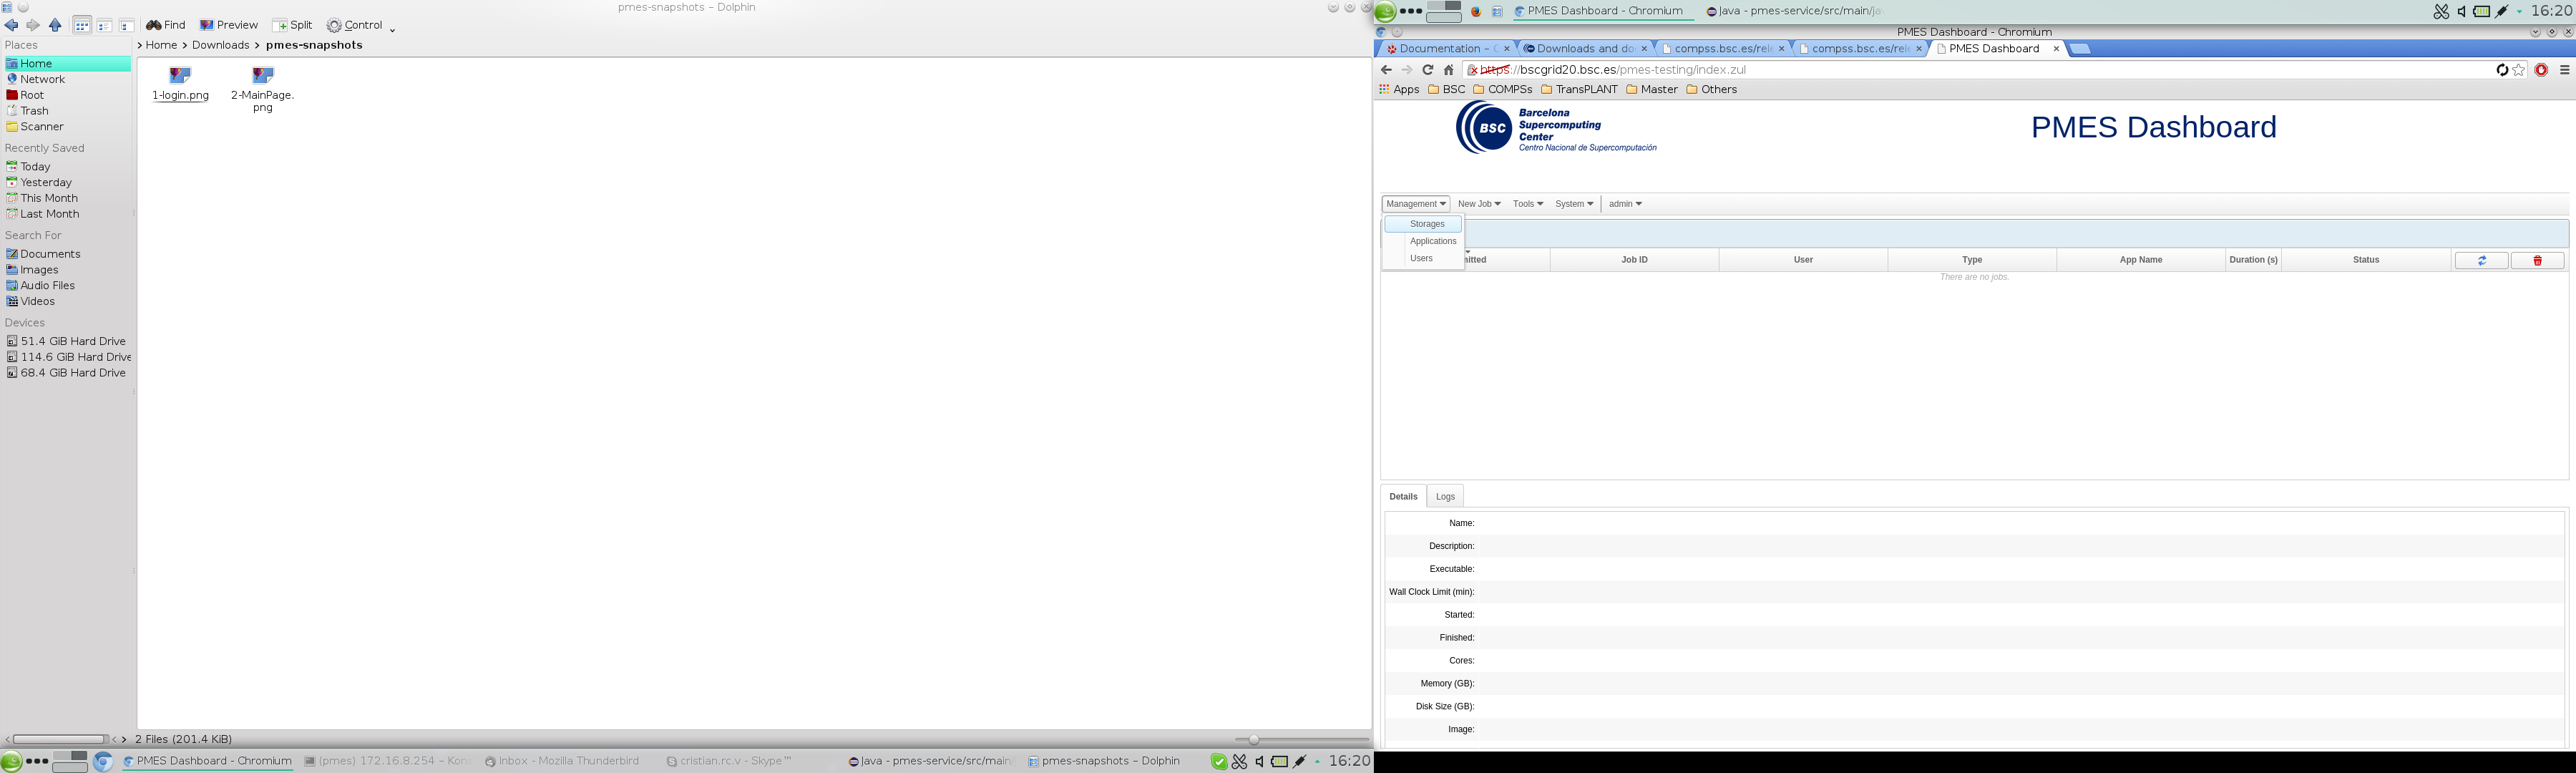 pmes-snapshots – Dolphin
Find Preview Split Control
Places
Home
Network
Root
Trash
Scanner
Recently Saved
Today
Yesterday
This Month
Last Month
Search For
Documents
Images
Audio Files
Videos
Devices
51.4 GiB Hard Drive
114.6 GiB Hard Drive
68.4 GiB Hard Drive
> Home > Downloads > pmes-snapshots
1-login.png
2-MainPage.
png
2 Files (201.4 KiB)
PMES Dashboard - Chromium
(pmes) 172.16.8.254 – Kon
Inbox - Mozilla Thunderbird
cristian.rc.v - Skype™
Java - pmes-service/src/main/
pmes-snapshots – Dolphin
16:20
PMES Dashboard - Chromium
Java - pmes-service/src/main/ja
16:20
PMES Dashboard - Chromium
Documentation – C
Downloads and do
compss.bsc.es/rele
compss.bsc.es/rele
PMES Dashboard
https://bscgrid20.bsc.es/pmes-testing/index.zul
Apps BSC COMPSs TransPLANT Master Others
BSC
Barcelona
Supercomputing
Center
Centro Nacional de Supercomputación
PMES Dashboard
Management New Job Tools System admin
Storages
Applications
Users
mitted Job ID User Type App Name Duration (s) Status
There are no jobs.
Details Logs
Name:
Description:
Executable:
Wall Clock Limit (min):
Started:
Finished:
Cores:
Memory (GB):
Disk Size (GB):
Image: